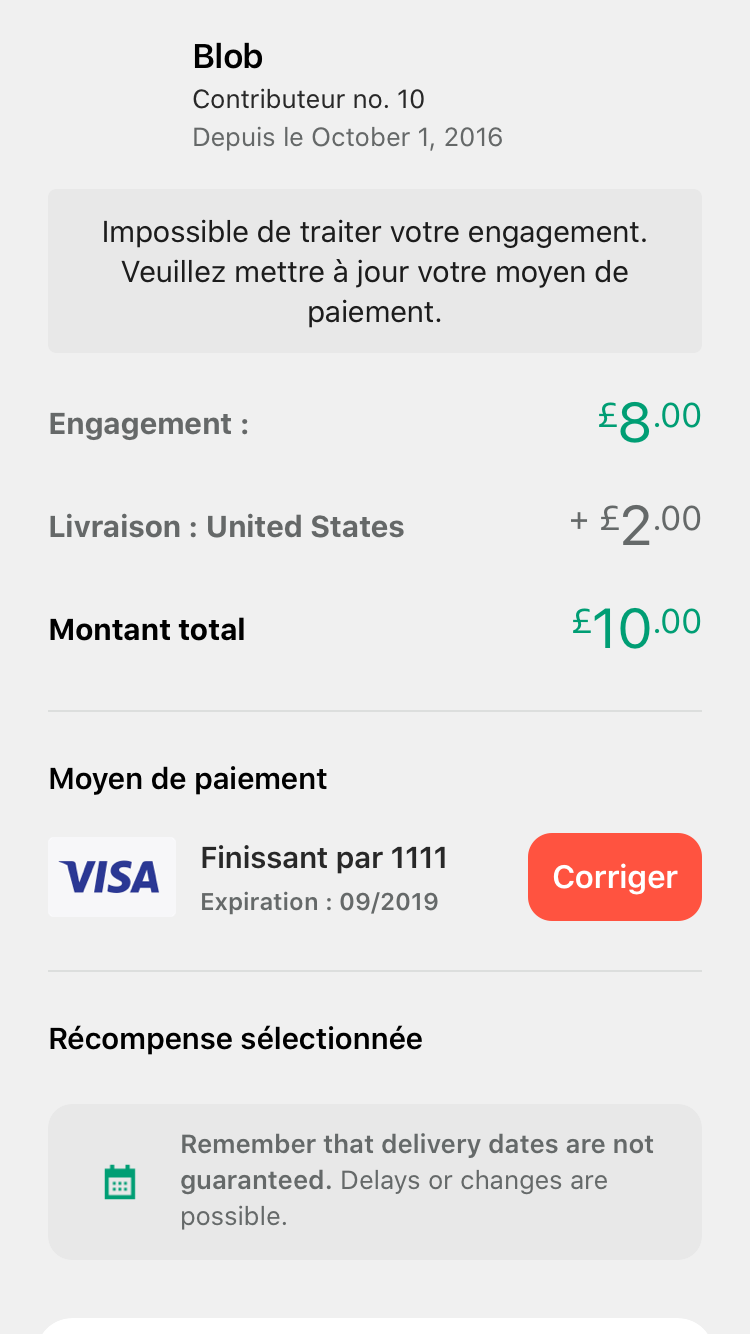 Blob
Contributeur no. 10
Depuis le October 1, 2016
Impossible de traiter votre engagement.
Veuillez mettre à jour votre moyen de
paiement.
Engagement : £8.00
Livraison : United States + £2.00
Montant total £10.00
Moyen de paiement
VISA
Finissant par 1111
Expiration : 09/2019
Corriger
Récompense sélectionnée
Remember that delivery dates are not
guaranteed. Delays or changes are
possible.